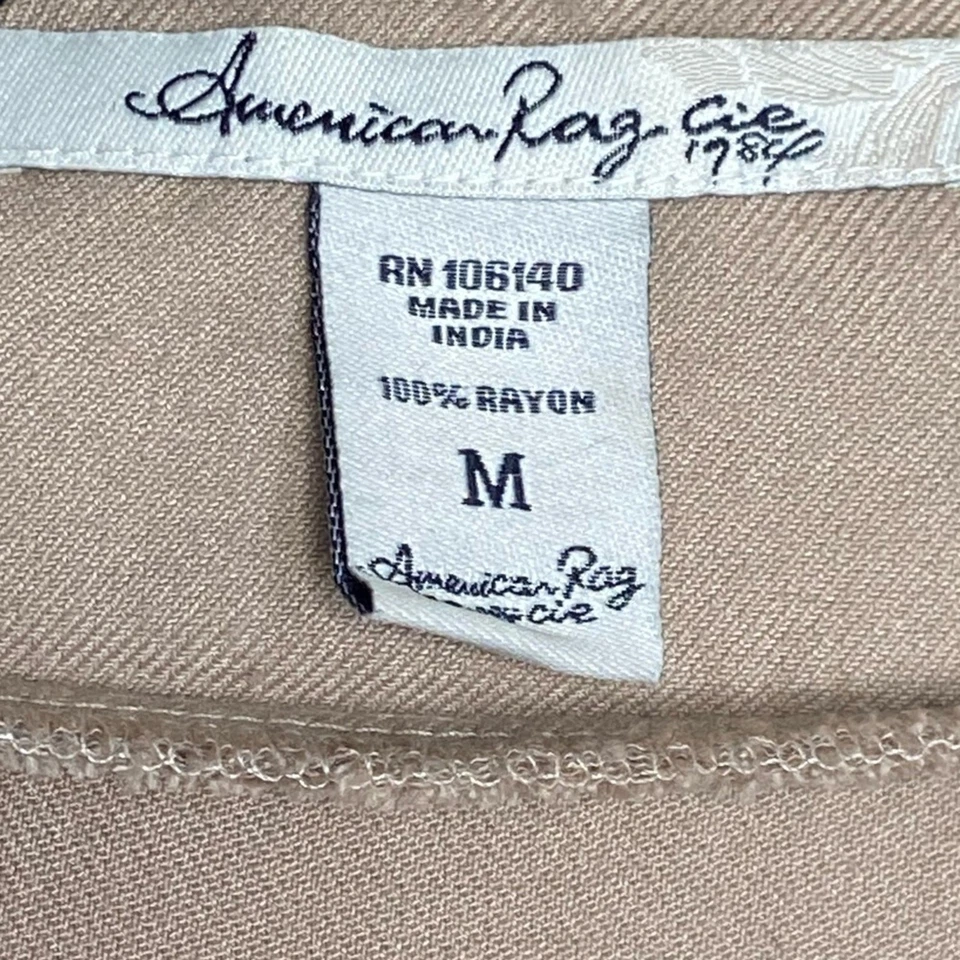 American Rag Cie
1984
RN 106140
MADE IN
INDIA
100% RAYON
M
American Rag
cie